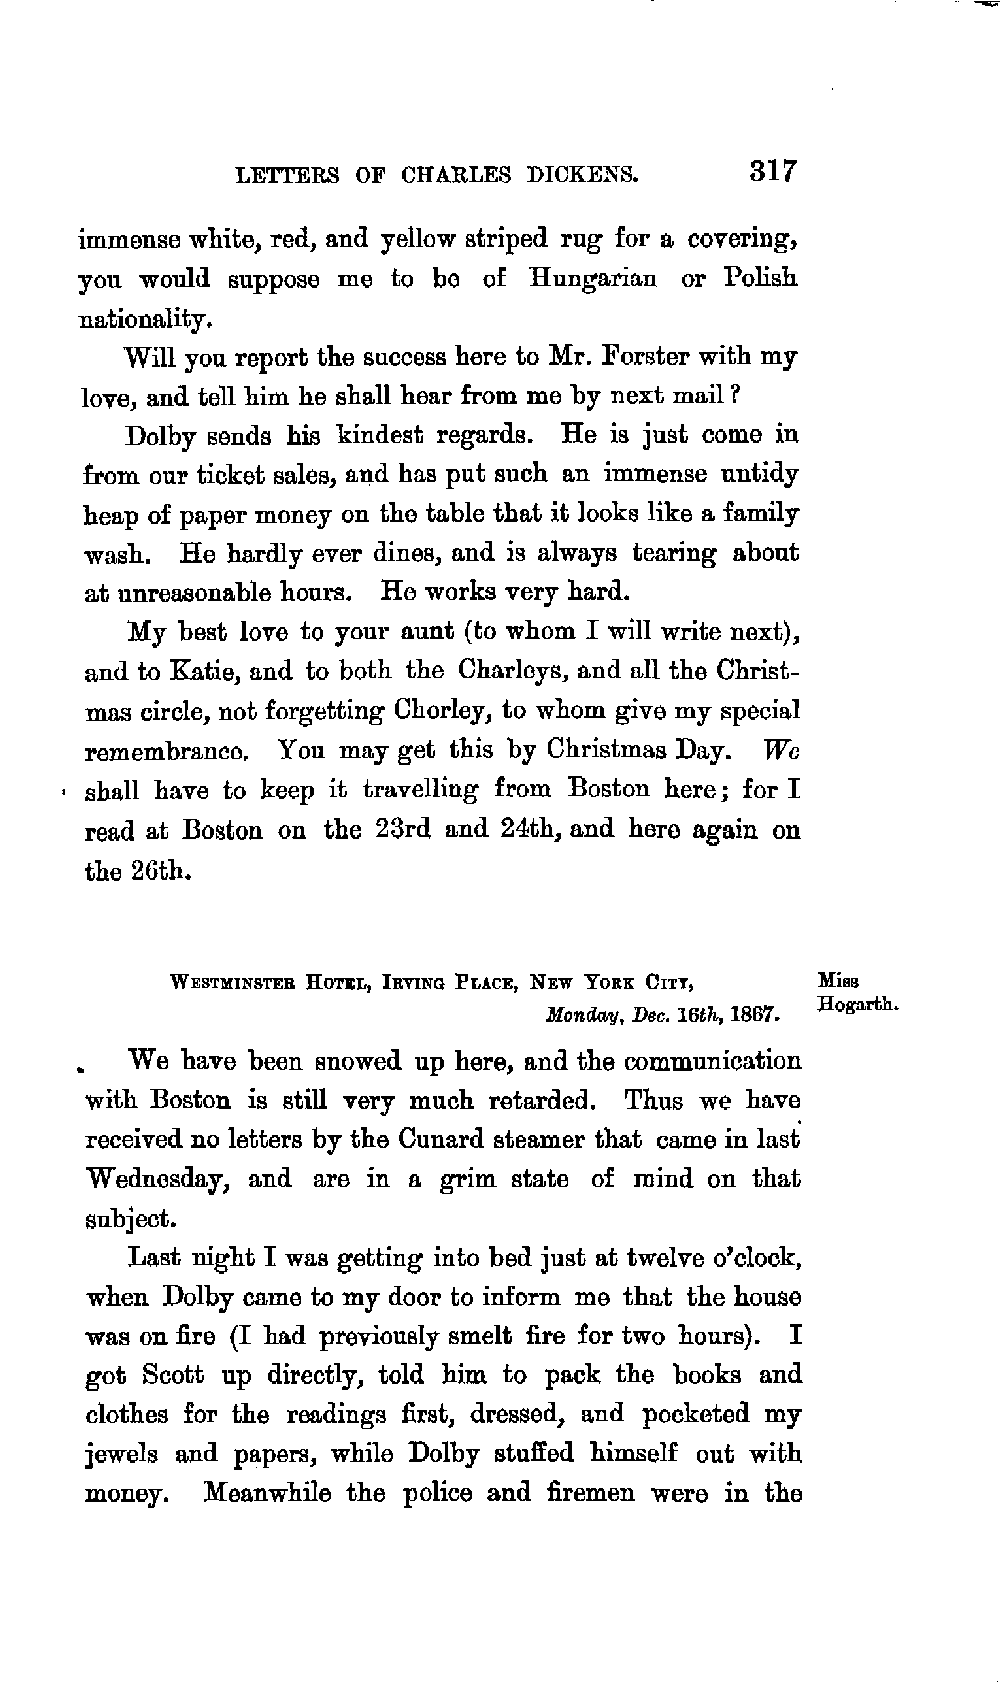 LETTERS OF CHARLES DICKENS. 317
immense white, red, and yellow striped rug for a covering,
you would suppose me to be of Hungarian or Polish
nationality.
Will you report the success here to Mr. Forster with my
love, and tell him he shall hear from me by next mail?
Dolby sends his kindest regards. He is just come in
from our ticket sales, and has put such an immense untidy
heap of paper money on the table that it looks like a family
wash. He hardly ever dines, and is always tearing about
at unreasonable hours. He works very hard.
My best love to your aunt (to whom I will write next),
and to Katie, and to both the Charleys, and all the Christ-
mas circle, not forgetting Chorley, to whom give my special
remembrance. You may get this by Christmas Day. We
shall have to keep it travelling from Boston here; for I
read at Boston on the 23rd and 24th, and here again on
the 26th.
WESTMINSTER HOTEL, IRVING PLACE, NEW YORK CITY,
Monday, Dec. 16th, 1867.
Miss
Hogarth.
We have been snowed up here, and the communication
with Boston is still very much retarded. Thus we have
received no letters by the Cunard steamer that came in last
Wednesday, and are in a grim state of mind on that
subject.
Last night I was getting into bed just at twelve o'clock,
when Dolby came to my door to inform me that the house
was on fire (I had previously smelt fire for two hours). I
got Scott up directly, told him to pack the books and
clothes for the readings first, dressed, and pocketed my
jewels and papers, while Dolby stuffed himself out with
money. Meanwhile the police and firemen were in the